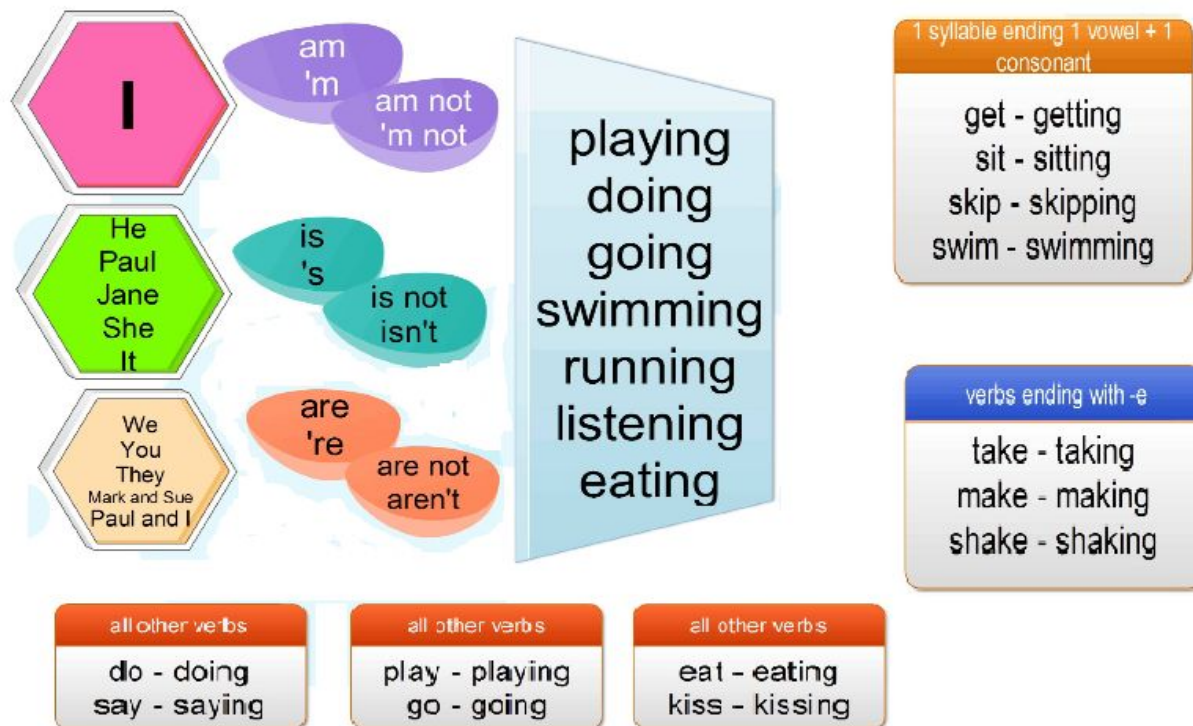 I
am
'm
am not
'm not
He
Paul
Jane
She
It
is
's
is not
isn't
We
You
They
Mark and Sue
Paul and I
are
're
are not
aren't
playing
doing
going
swimming
running
listening
eating
1 syllable ending 1 vowel + 1
consonant
get - getting
sit - sitting
skip - skipping
swim - swimming
verbs ending with -e
take - taking
make - making
shake - shaking
all other verbs
do - doing
say - saying
all other verbs
play - playing
go - going
all other verbs
eat - eating
kiss - kissing